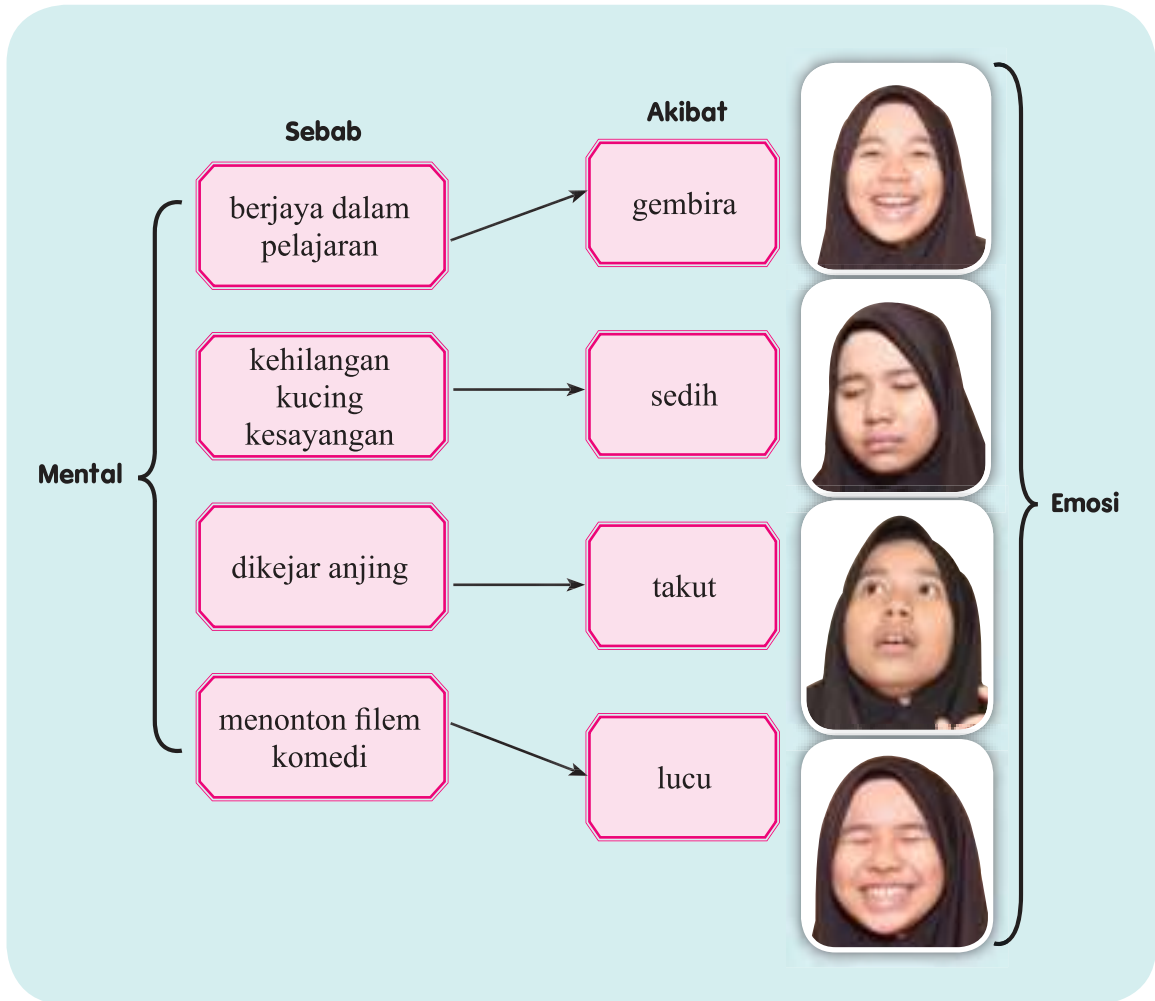 Sebab
Akibat
berjaya dalam
pelajaran
gembira
kehilangan
kucing
kesayangan
sedih
Mental
Emosi
dikejar anjing
takut
menonton filem
komedi
lucu